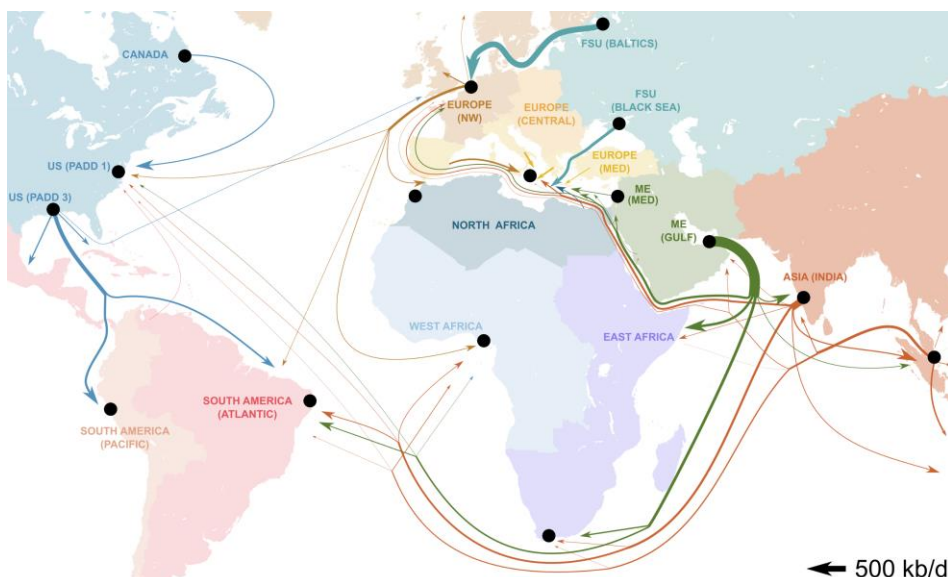 CANADA
FSU (BALTICS)
EUROPE
(NW)
EUROPE
(CENTRAL)
FSU
(BLACK SEA)
US (PADD 1)
EUROPE
(MED)
US (PADD 3)
ME
(MED)
NORTH AFRICA
ME
(GULF)
ASIA (INDIA)
WEST AFRICA
EAST AFRICA
SOUTH AMERICA
(ATLANTIC)
SOUTH AMERICA
(PACIFIC)
500 kb/d